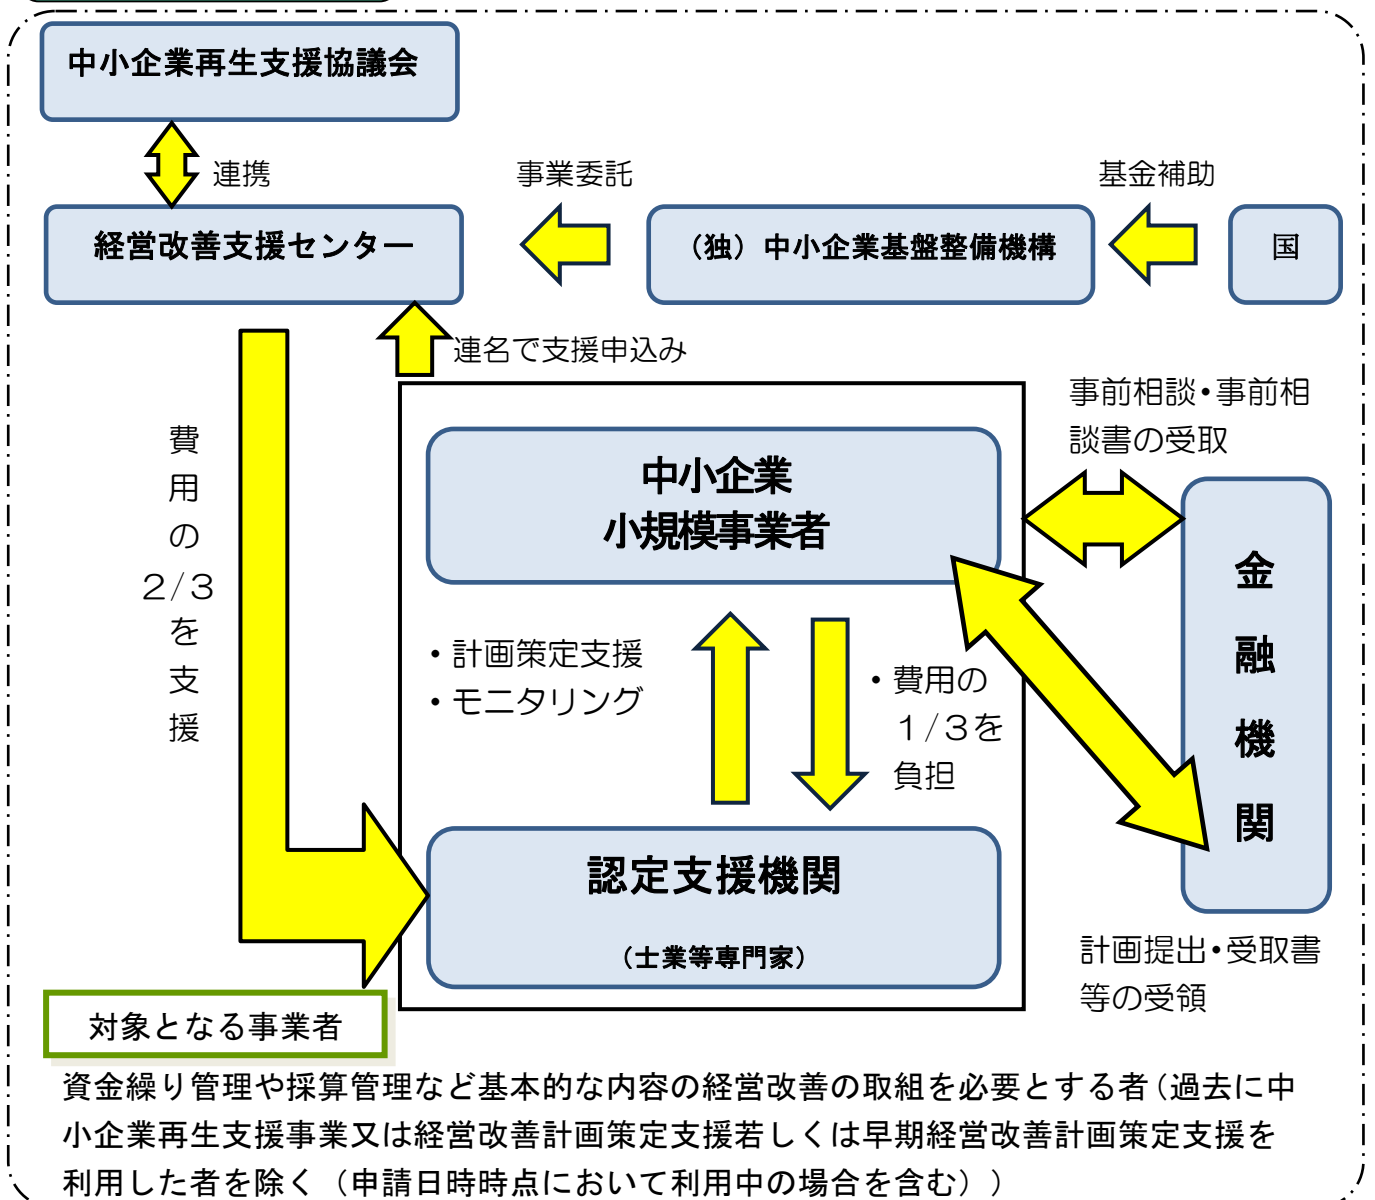 中小企業再生支援協議会
連携
事業委託
基金補助
経営改善支援センター
（独）中小企業基盤整備機構
国
連名で支援申込み
費用の2/3を支援
事前相談・事前相
談書の受取
中小企業
小規模事業者
金融機関
・計画策定支援
・モニタリング
・費用の
1/3を
負担
認定支援機関
（士業等専門家）
計画提出・受取書
等の受領
対象となる事業者
資金繰り管理や採算管理など基本的な内容の経営改善の取組を必要とする者（過去に中
小企業再生支援事業又は経営改善計画策定支援若しくは早期経営改善計画策定支援を
利用した者を除く（申請日時時点において利用中の場合を含む））